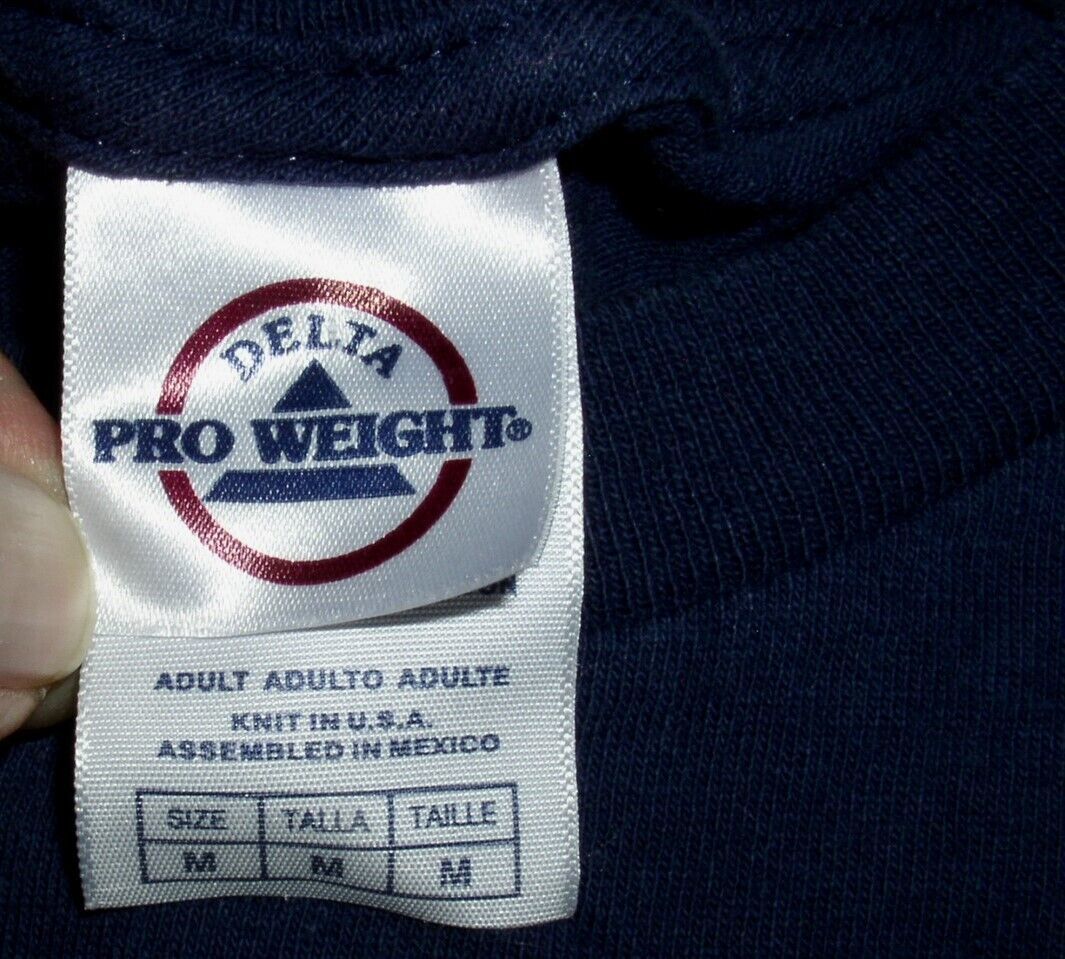 DELTA
PRO WEIGHT®
ADULT ADULTO ADULTE
KNIT IN U.S.A.
ASSEMBLED IN MEXICO
SIZE TALLA TAILLE
M M M